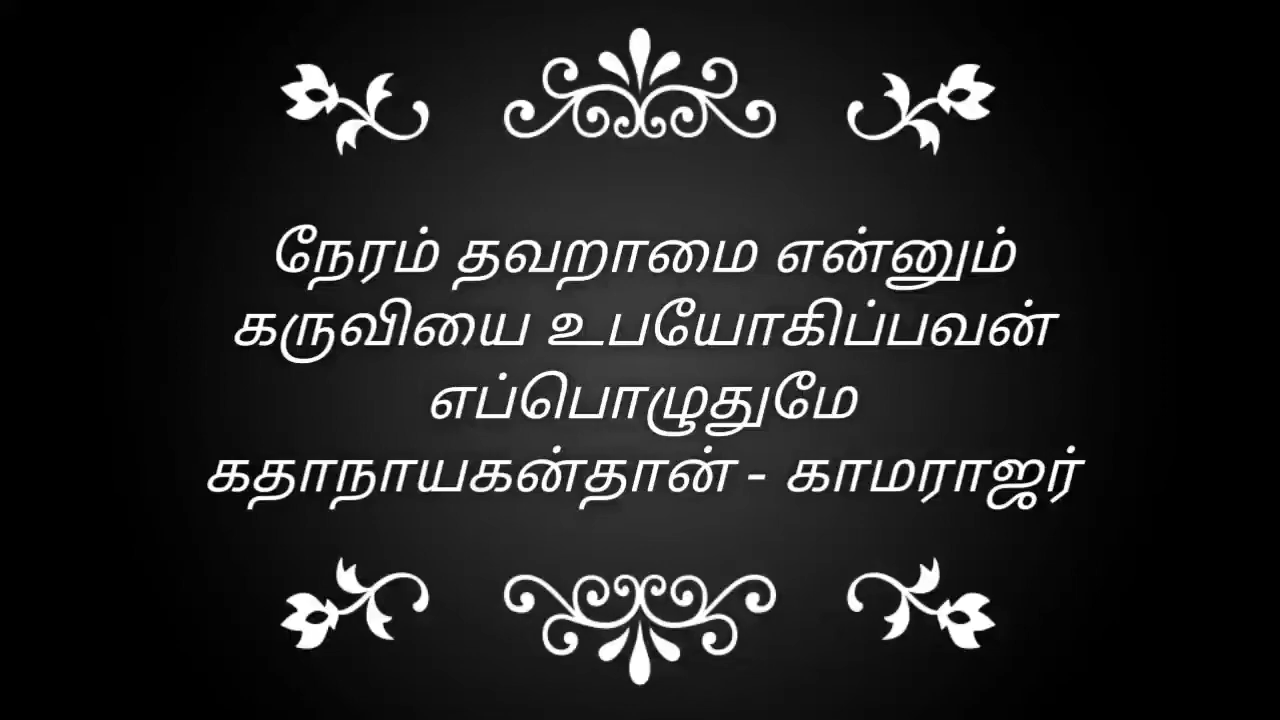 நேரம் தவறாமை என்னும்
கருவியை உபயோகிப்பவன்
எப்பொழுதுமே
கதாநாயகன்தான் - காமராஜர்